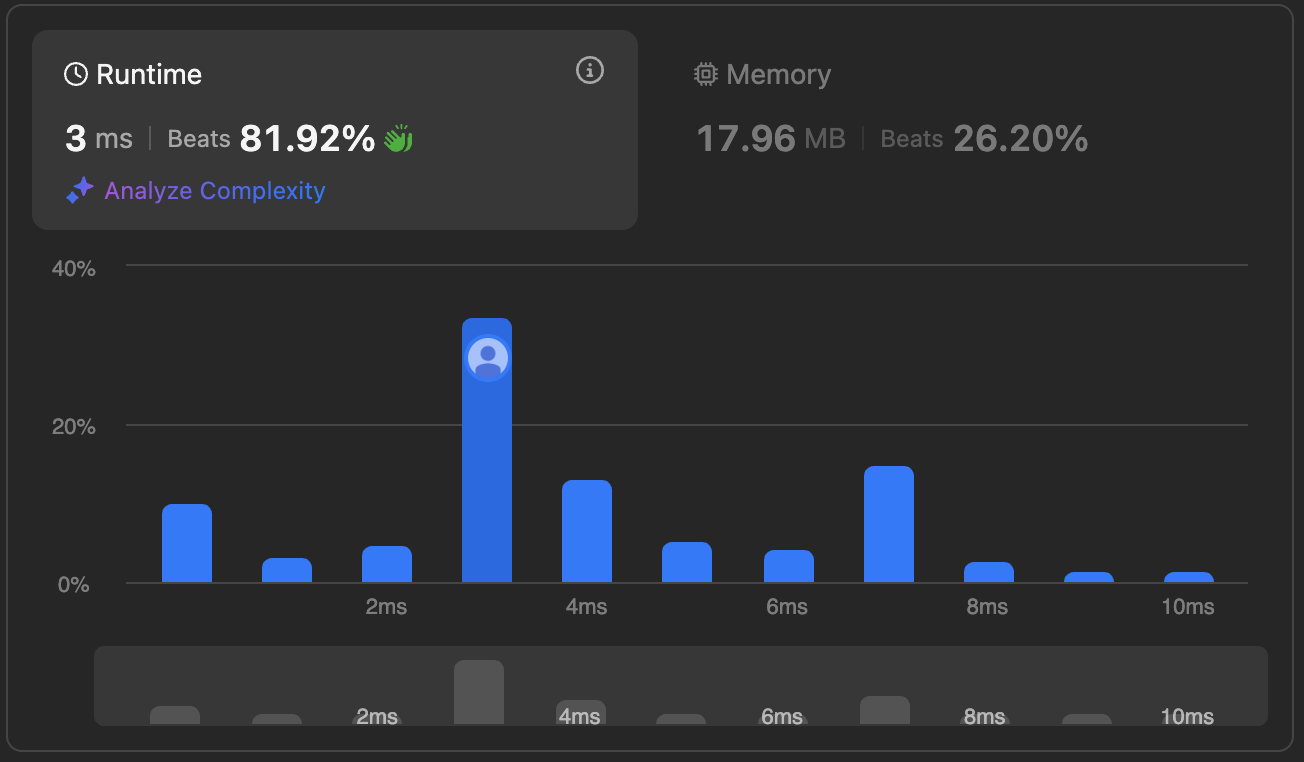 Runtime
3 ms | Beats 81.92%
Analyze Complexity
Memory
17.96 MB | Beats 26.20%
40%
20%
0%
2ms 4ms 6ms 8ms 10ms
2ms 4ms 6ms 8ms 10ms